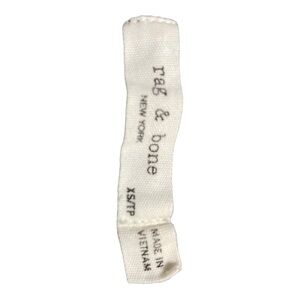 rag & bone
NEW YORK
XS/TP
MADE IN
VIETNAM